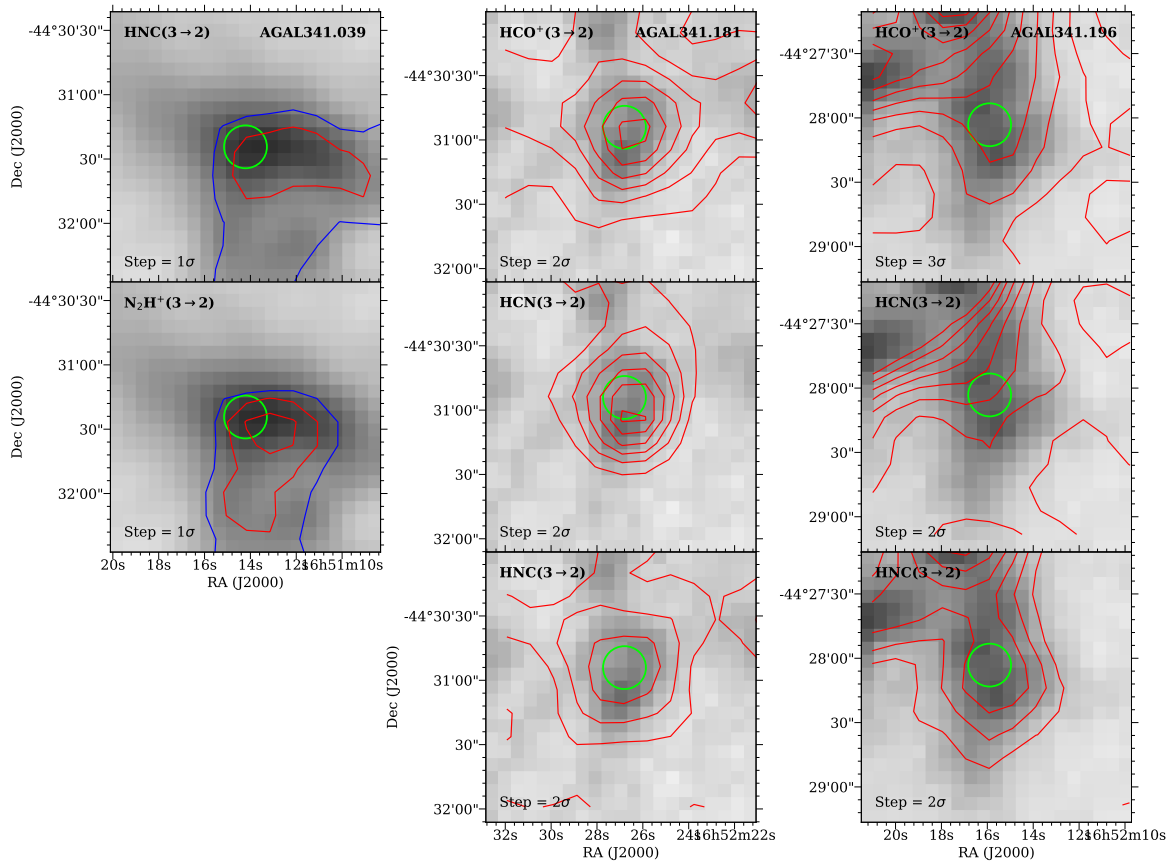 HNC(3→2) AGAL341.039
-44°30'30"
31'00"
30"
32'00"
Dec (J2000)
Step = 1σ
N₂H⁺(3→2)
-44°30'30"
31'00"
30"
32'00"
Dec (J2000)
Step = 1σ
20s 18s 16s 14s 12s 16h51m10s
RA (J2000)
HCO⁺(3→2) AGAL341.181
-44°30'30"
31'00"
30"
32'00"
Step = 2σ
HCN(3→2)
-44°30'30"
31'00"
30"
32'00"
Step = 2σ
HNC(3→2)
-44°30'30"
31'00"
30"
32'00"
Dec (J2000)
Step = 2σ
32s 30s 28s 26s 24s 16h52m22s
RA (J2000)
HCO⁺(3→2) AGAL341.196
-44°27'30"
28'00"
30"
29'00"
Step = 3σ
HCN(3→2)
-44°27'30"
28'00"
30"
29'00"
Step = 2σ
HNC(3→2)
-44°27'30"
28'00"
30"
29'00"
Step = 2σ
20s 18s 16s 14s 12s 16h52m10s
RA (J2000)